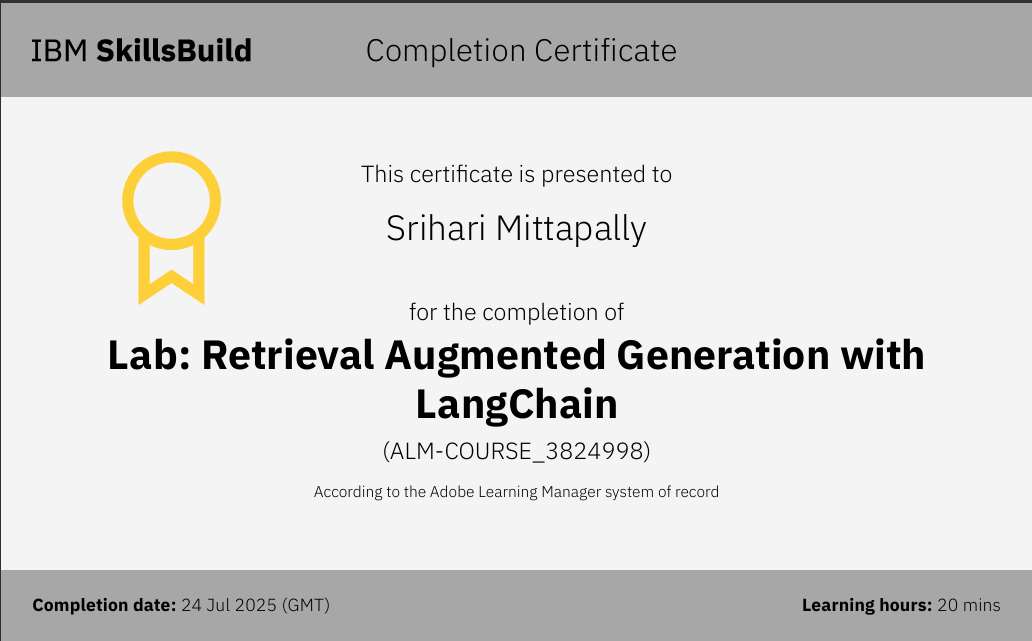 IBM SkillsBuild
Completion Certificate
This certificate is presented to
Srihari Mittapally
for the completion of
Lab: Retrieval Augmented Generation with
LangChain
(ALM-COURSE_3824998)
According to the Adobe Learning Manager system of record
Completion date: 24 Jul 2025 (GMT)
Learning hours: 20 mins